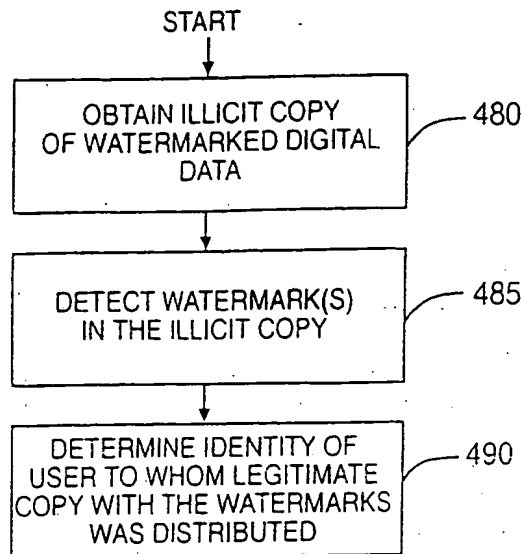 START
OBTAIN ILLICIT COPY
OF WATERMARKED DIGITAL
DATA
480
DETECT WATERMARK(S)
IN THE ILLICIT COPY
485
DETERMINE IDENTITY OF
USER TO WHOM LEGITIMATE
COPY WITH THE WATERMARKS
WAS DISTRIBUTED
490